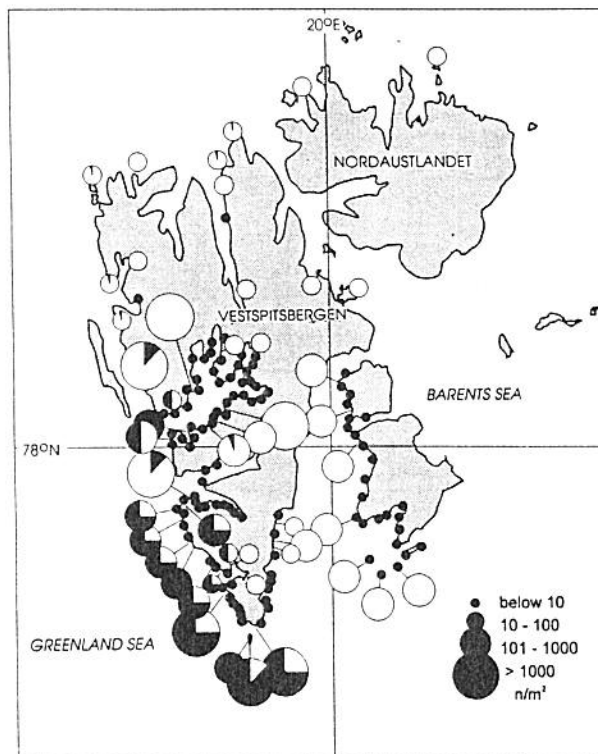 20°E
NORDAUSTLANDET
VESTSPITSBERGEN
BARENTS SEA
78°N
GREENLAND SEA
below 10
10 - 100
101 - 1000
> 1000
n/m²